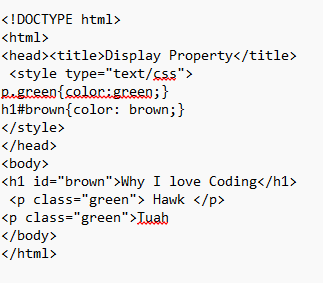 <!DOCTYPE html>
<html>
<head><title>Display Property</title>
<style type="text/css">
p.green{color:green;}
h1#brown{color: brown;}
</style>
</head>
<body>
<h1 id="brown">Why I love Coding</h1>
<p class="green"> Hawk </p>
<p class="green">Tuah
</body>
</html>